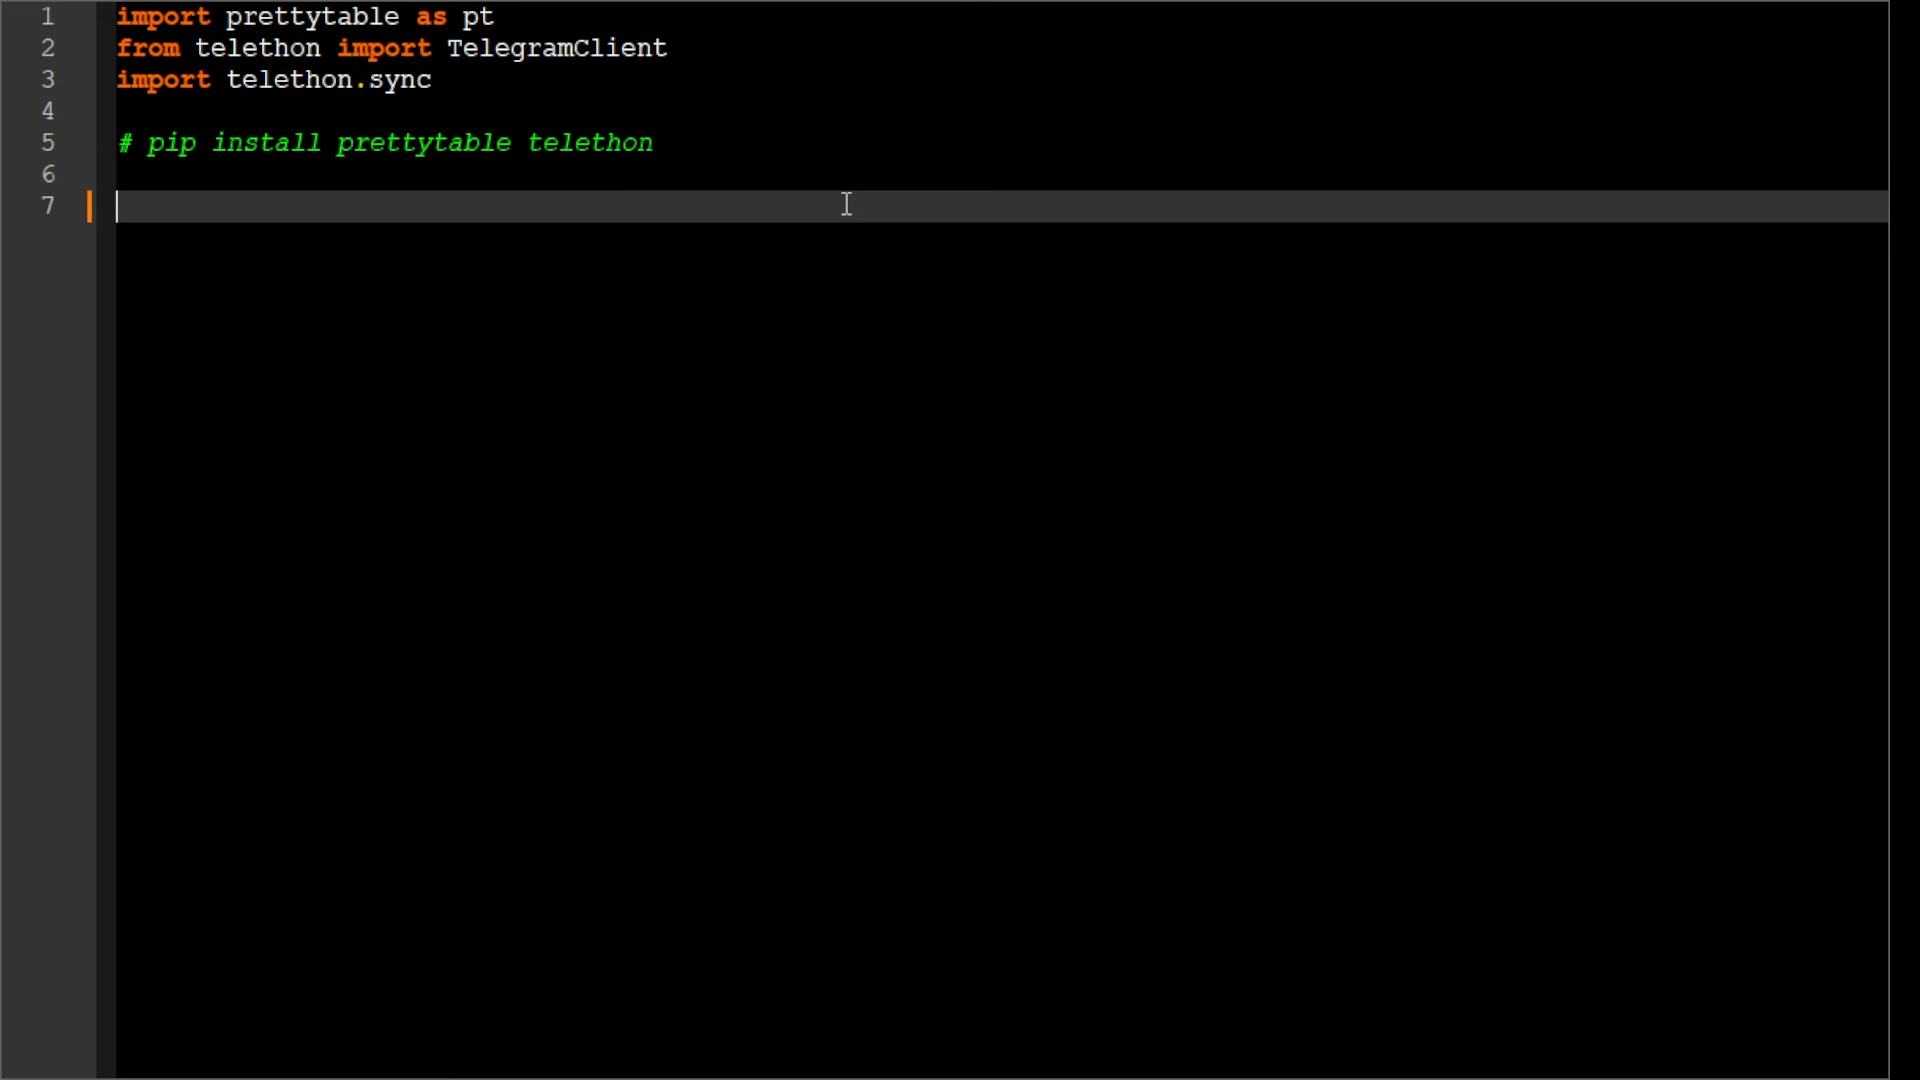 1 import prettytable as pt
2 from telethon import TelegramClient
3 import telethon.sync
4
5 # pip install prettytable telethon
6
7